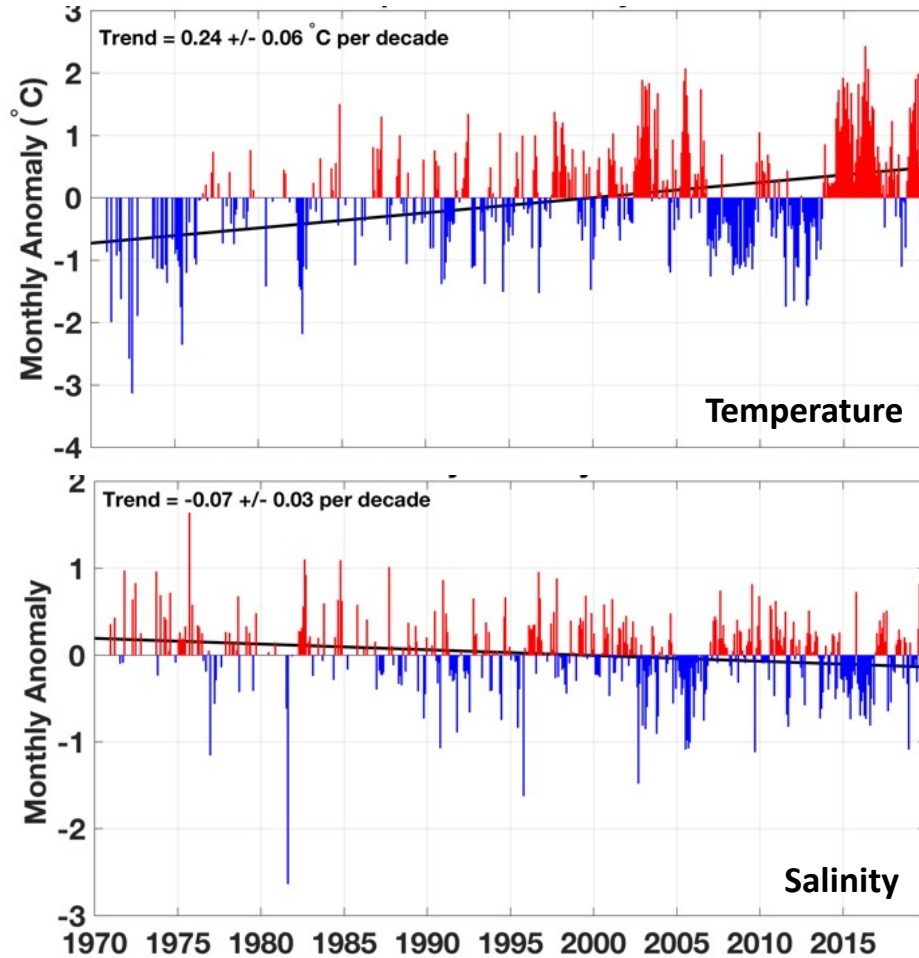 3
Trend = 0.24 +/- 0.06 °C per decade
2
1
0
-1
-2
-3
-4
Monthly Anomaly (°C)
Temperature
2
Trend = -0.07 +/- 0.03 per decade
1
0
-1
-2
-3
Monthly Anomaly
Salinity
1970 1975 1980 1985 1990 1995 2000 2005 2010 2015